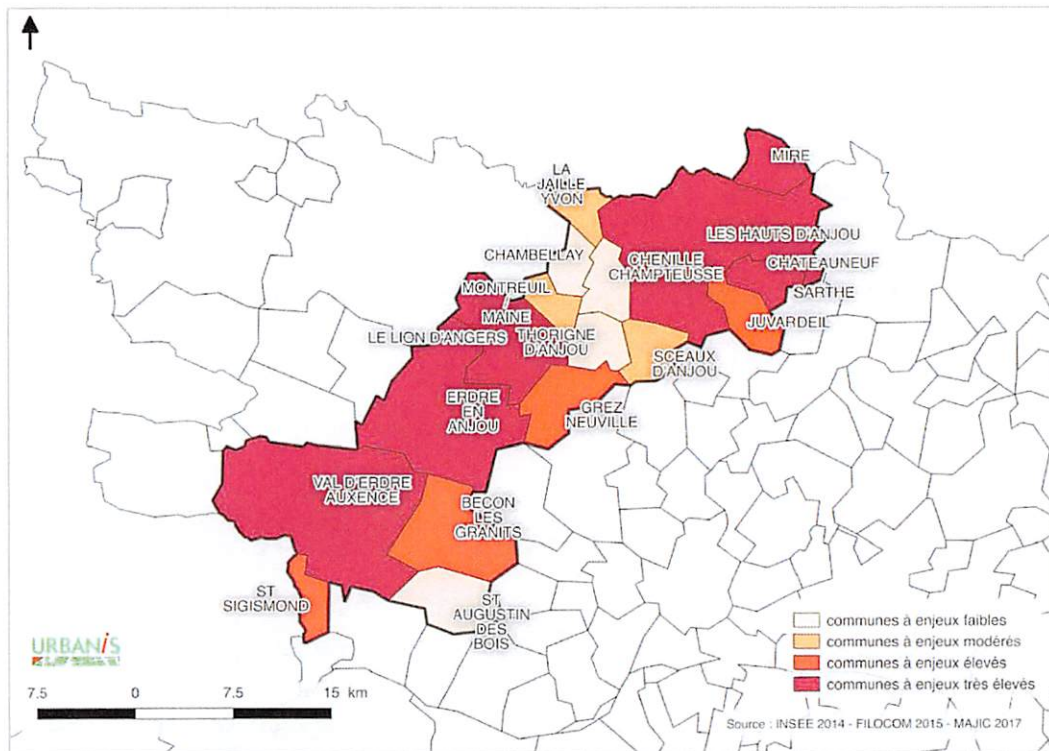 MIRE
LA
JAILLE
YVON
LES HAUTS D'ANJOU
CHAMBELLAY
CHENILLE
CHAMPTEUSSE
CHATEAUNEUF
SARTHE
MONTREUIL
MAINE
JUVARDEIL
LE LION D'ANGERS
THORIGNE
D'ANJOU
SCEAUX
D'ANJOU
ERDRE
EN
ANJOU
GREZ
NEUVILLE
VAL D'ERDRE
AUXENCE
BECON
LES
GRANITS
ST
SIGISMOND
ST
AUGUSTIN
DES
BOIS
communes à enjeux faibles
communes à enjeux modérés
communes à enjeux élevés
communes à enjeux très élevés
URBANiS
7.5 0 7.5 15 km
Source : INSEE 2014 - FILOCOM 2015 - MAJIC 2017